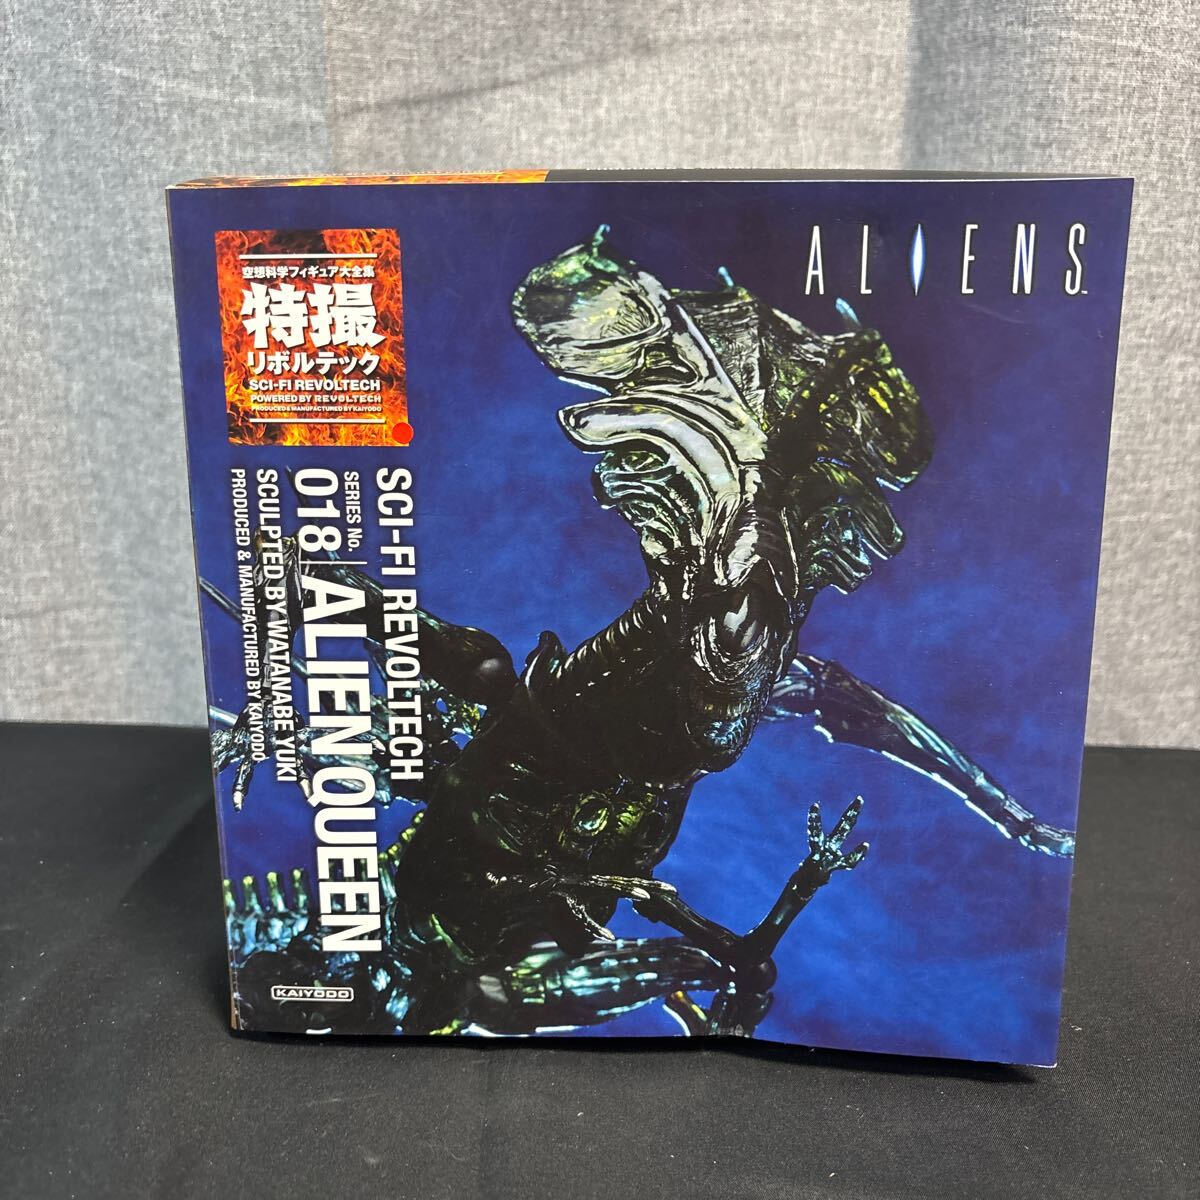 空想科学フィギュア大全集
特撮
リボルテック
SCI-FI REVOLTECH
POWERED BY REVOLTECH
PRODUCED & MANUFACTURED BY KAIYODO
ALIENS™
SCI-FI REVOLTECH
SERIES No.
018 ALIEN QUEEN
SCULPTED BY WATANABE YUKI
PRODUCED & MANUFACTURED BY KAIYODO
KAIYODO